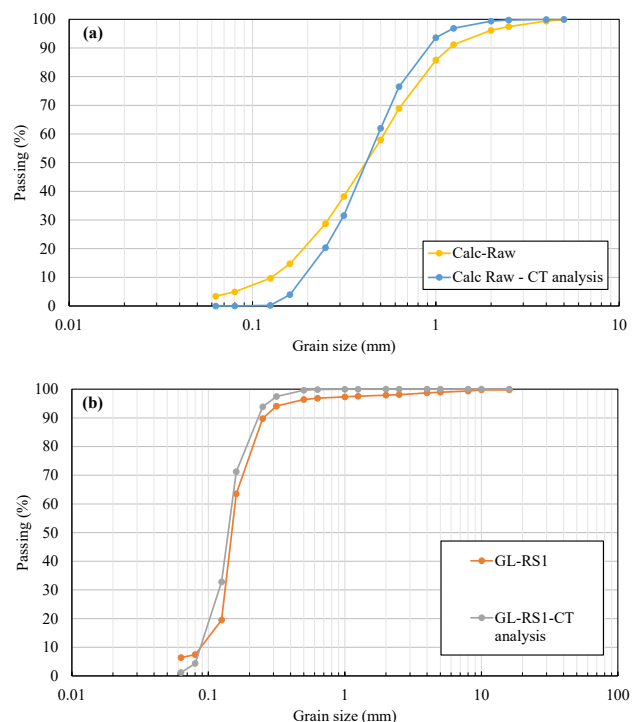 100
(a)
90
80
70
60
50
40
30
20
10
0
Passing (%)
Calc-Raw
Calc Raw - CT analysis
0.01
0.1
1
10
Grain size (mm)
100
(b)
90
80
70
60
50
40
30
20
10
0
Passing (%)
GL-RS1
GL-RS1-CT
analysis
0.01
0.1
1
10
100
Grain size (mm)